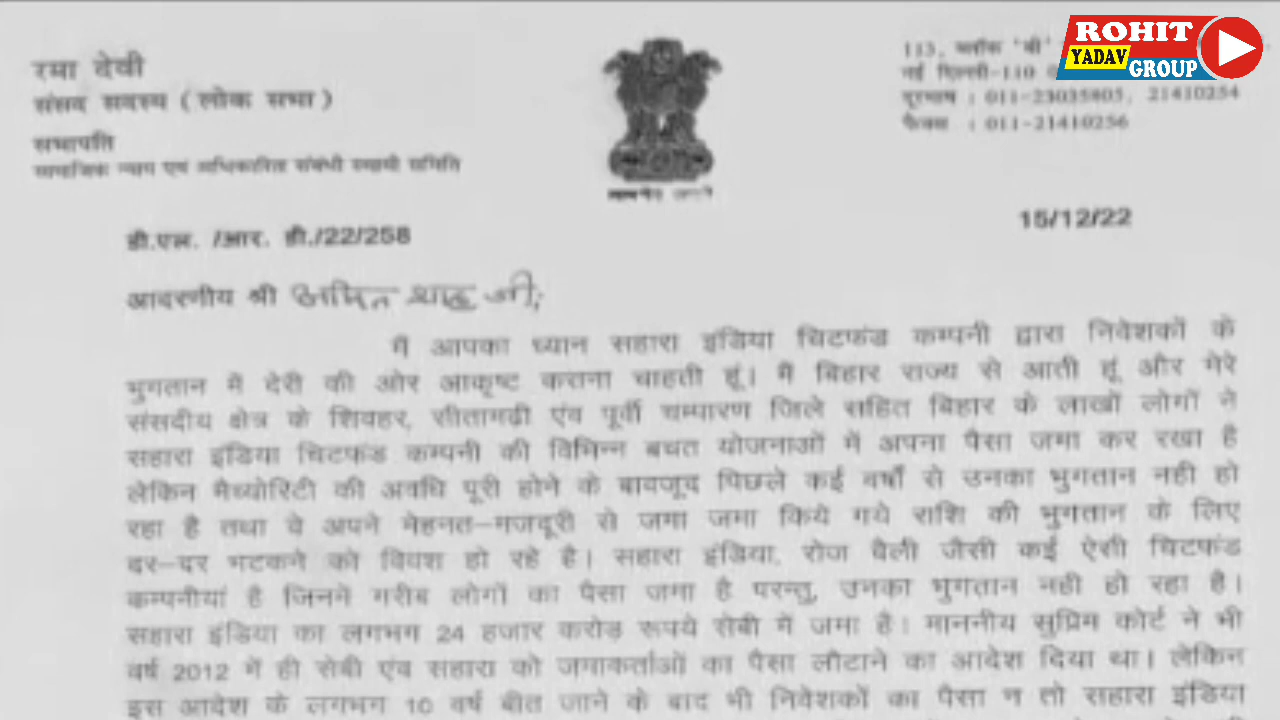 रमा देवी
संसद सदस्य (लोक सभा)
सभापति
सामाजिक न्याय एवं अधिकारिता संबंधी स्थायी समिति
113, ब्लॉक 'बी'
नई दिल्ली-110
दूरभाष : 011-23035805, 21410254
फैक्स : 011-21410256
ROHIT
YADAV
GROUP
डी.एल. /आर. डी./22/258
15/12/22
आदरणीय श्री अमित शाह जी,
मैं आपका ध्यान सहारा इंडिया चिटफंड कम्पनी द्वारा निवेशकों के
भुगतान में देरी की ओर आकृष्ट कराना चाहती हूं। मैं बिहार राज्य से आती हूं और मेरे
संसदीय क्षेत्र के शिवहर, सीतामढी एंव पूर्वी चम्पारण जिले सहित बिहार के लाखों लोगों ने
सहारा इंडिया चिटफंड कम्पनी की विभिन्न बचत योजनाओं में अपना पैसा जमा कर रखा है
लेकिन मैच्योरिटी की अवधि पूरी होने के बावजूद पिछले कई वर्षों से उनका भुगतान नही हो
रहा है तथा वे अपने मेहनत–मजदूरी से जमा जमा किये गये राशि की भुगतान के लिए
दर–दर भटकने को विवश हो रहे है। सहारा इंडिया, रोज वैली जैसी कई ऐसी चिटफंड
कम्पनीयां है जिनमें गरीब लोगों का पैसा जमा है परन्तु, उनका भुगतान नही हो रहा है।
सहारा इंडिया का लगभग 24 हजार करोड़ रूपये सेबी में जमा है। माननीय सुप्रिम कोर्ट ने भी
वर्ष 2012 में ही सेबी एंव सहारा को जमाकर्ताओं का पैसा लौटाने का आदेश दिया था। लेकिन
इस आदेश के लगभग 10 वर्ष बीत जाने के बाद भी निवेशकों का पैसा न तो सहारा इंडिया